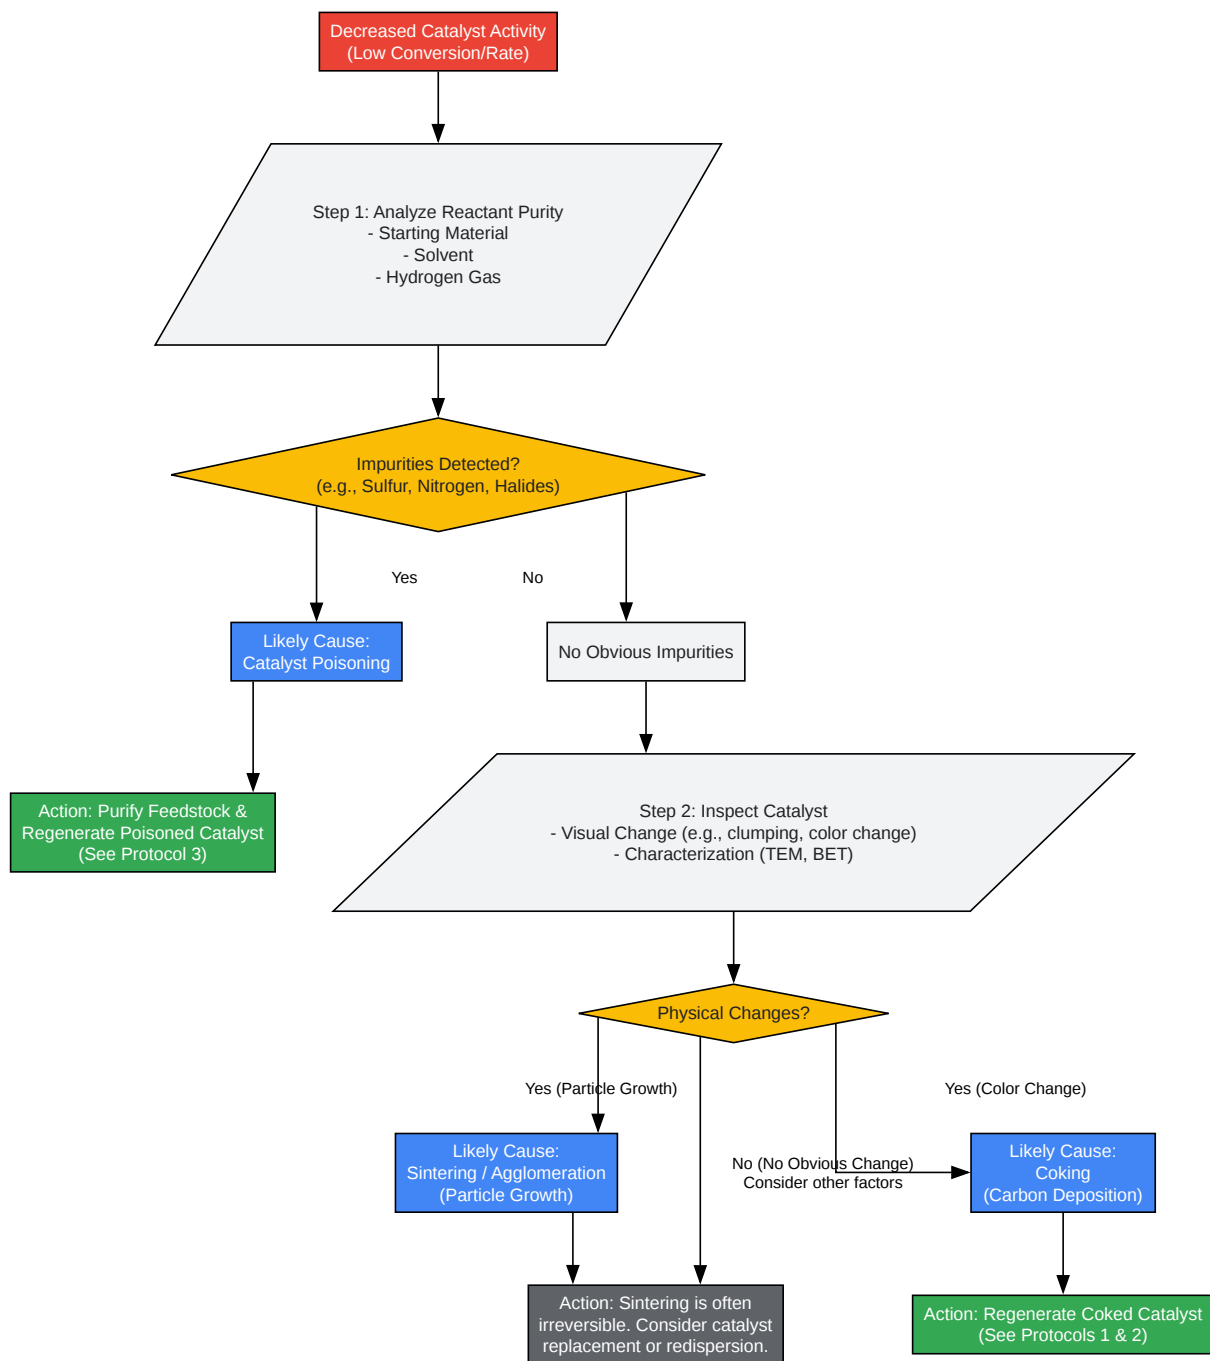 Decreased Catalyst Activity
(Low Conversion/Rate)
Step 1: Analyze Reactant Purity
- Starting Material
- Solvent
- Hydrogen Gas
Impurities Detected?
(e.g., Sulfur, Nitrogen, Halides)
Yes
No
Likely Cause:
Catalyst Poisoning
No Obvious Impurities
Action: Purify Feedstock &
Regenerate Poisoned Catalyst
(See Protocol 3)
Step 2: Inspect Catalyst
- Visual Change (e.g., clumping, color change)
- Characterization (TEM, BET)
Physical Changes?
Yes (Particle Growth)
Yes (Color Change)
Likely Cause:
Sintering / Agglomeration
(Particle Growth)
No (No Obvious Change)
Consider other factors
Likely Cause:
Coking
(Carbon Deposition)
Action: Sintering is often
irreversible. Consider catalyst
replacement or redispersion.
Action: Regenerate Coked Catalyst
(See Protocols 1 & 2)